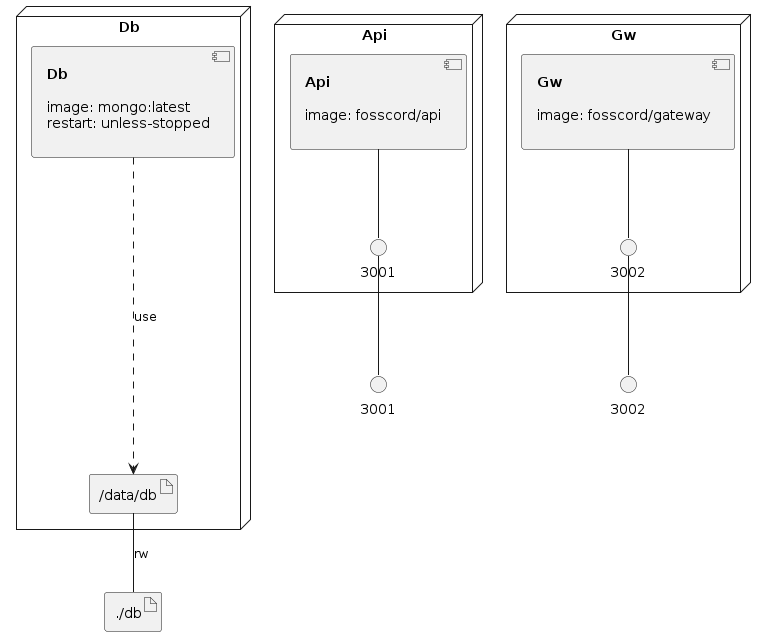 Db
Db
image: mongo:latest
restart: unless-stopped
use
/data/db
rw
./db
Api
Api
image: fosscord/api
3001
3001
Gw
Gw
image: fosscord/gateway
3002
3002